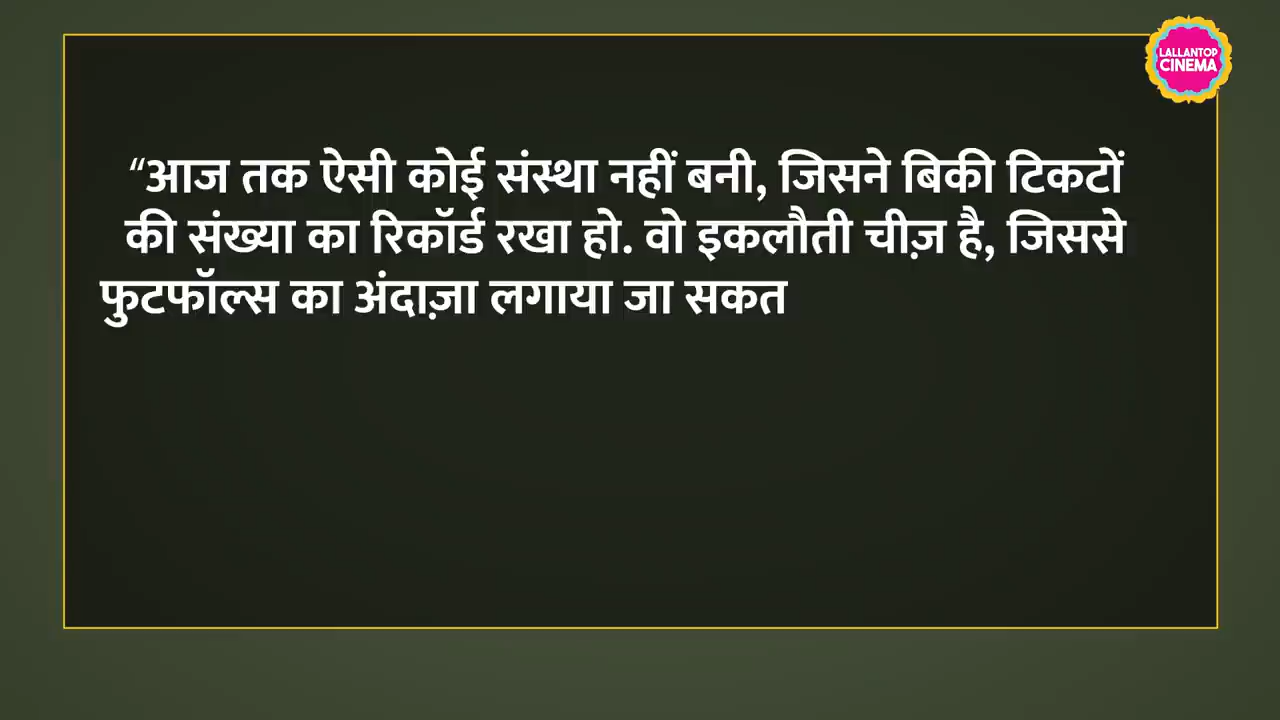 LALLANTOP
CINEMA
“आज तक ऐसी कोई संस्था नहीं बनी, जिसने बिकी टिकटों
की संख्या का रिकॉर्ड रखा हो. वो इकलौती चीज़ है, जिससे
फुटफॉल्स का अंदाज़ा लगाया जा सकत